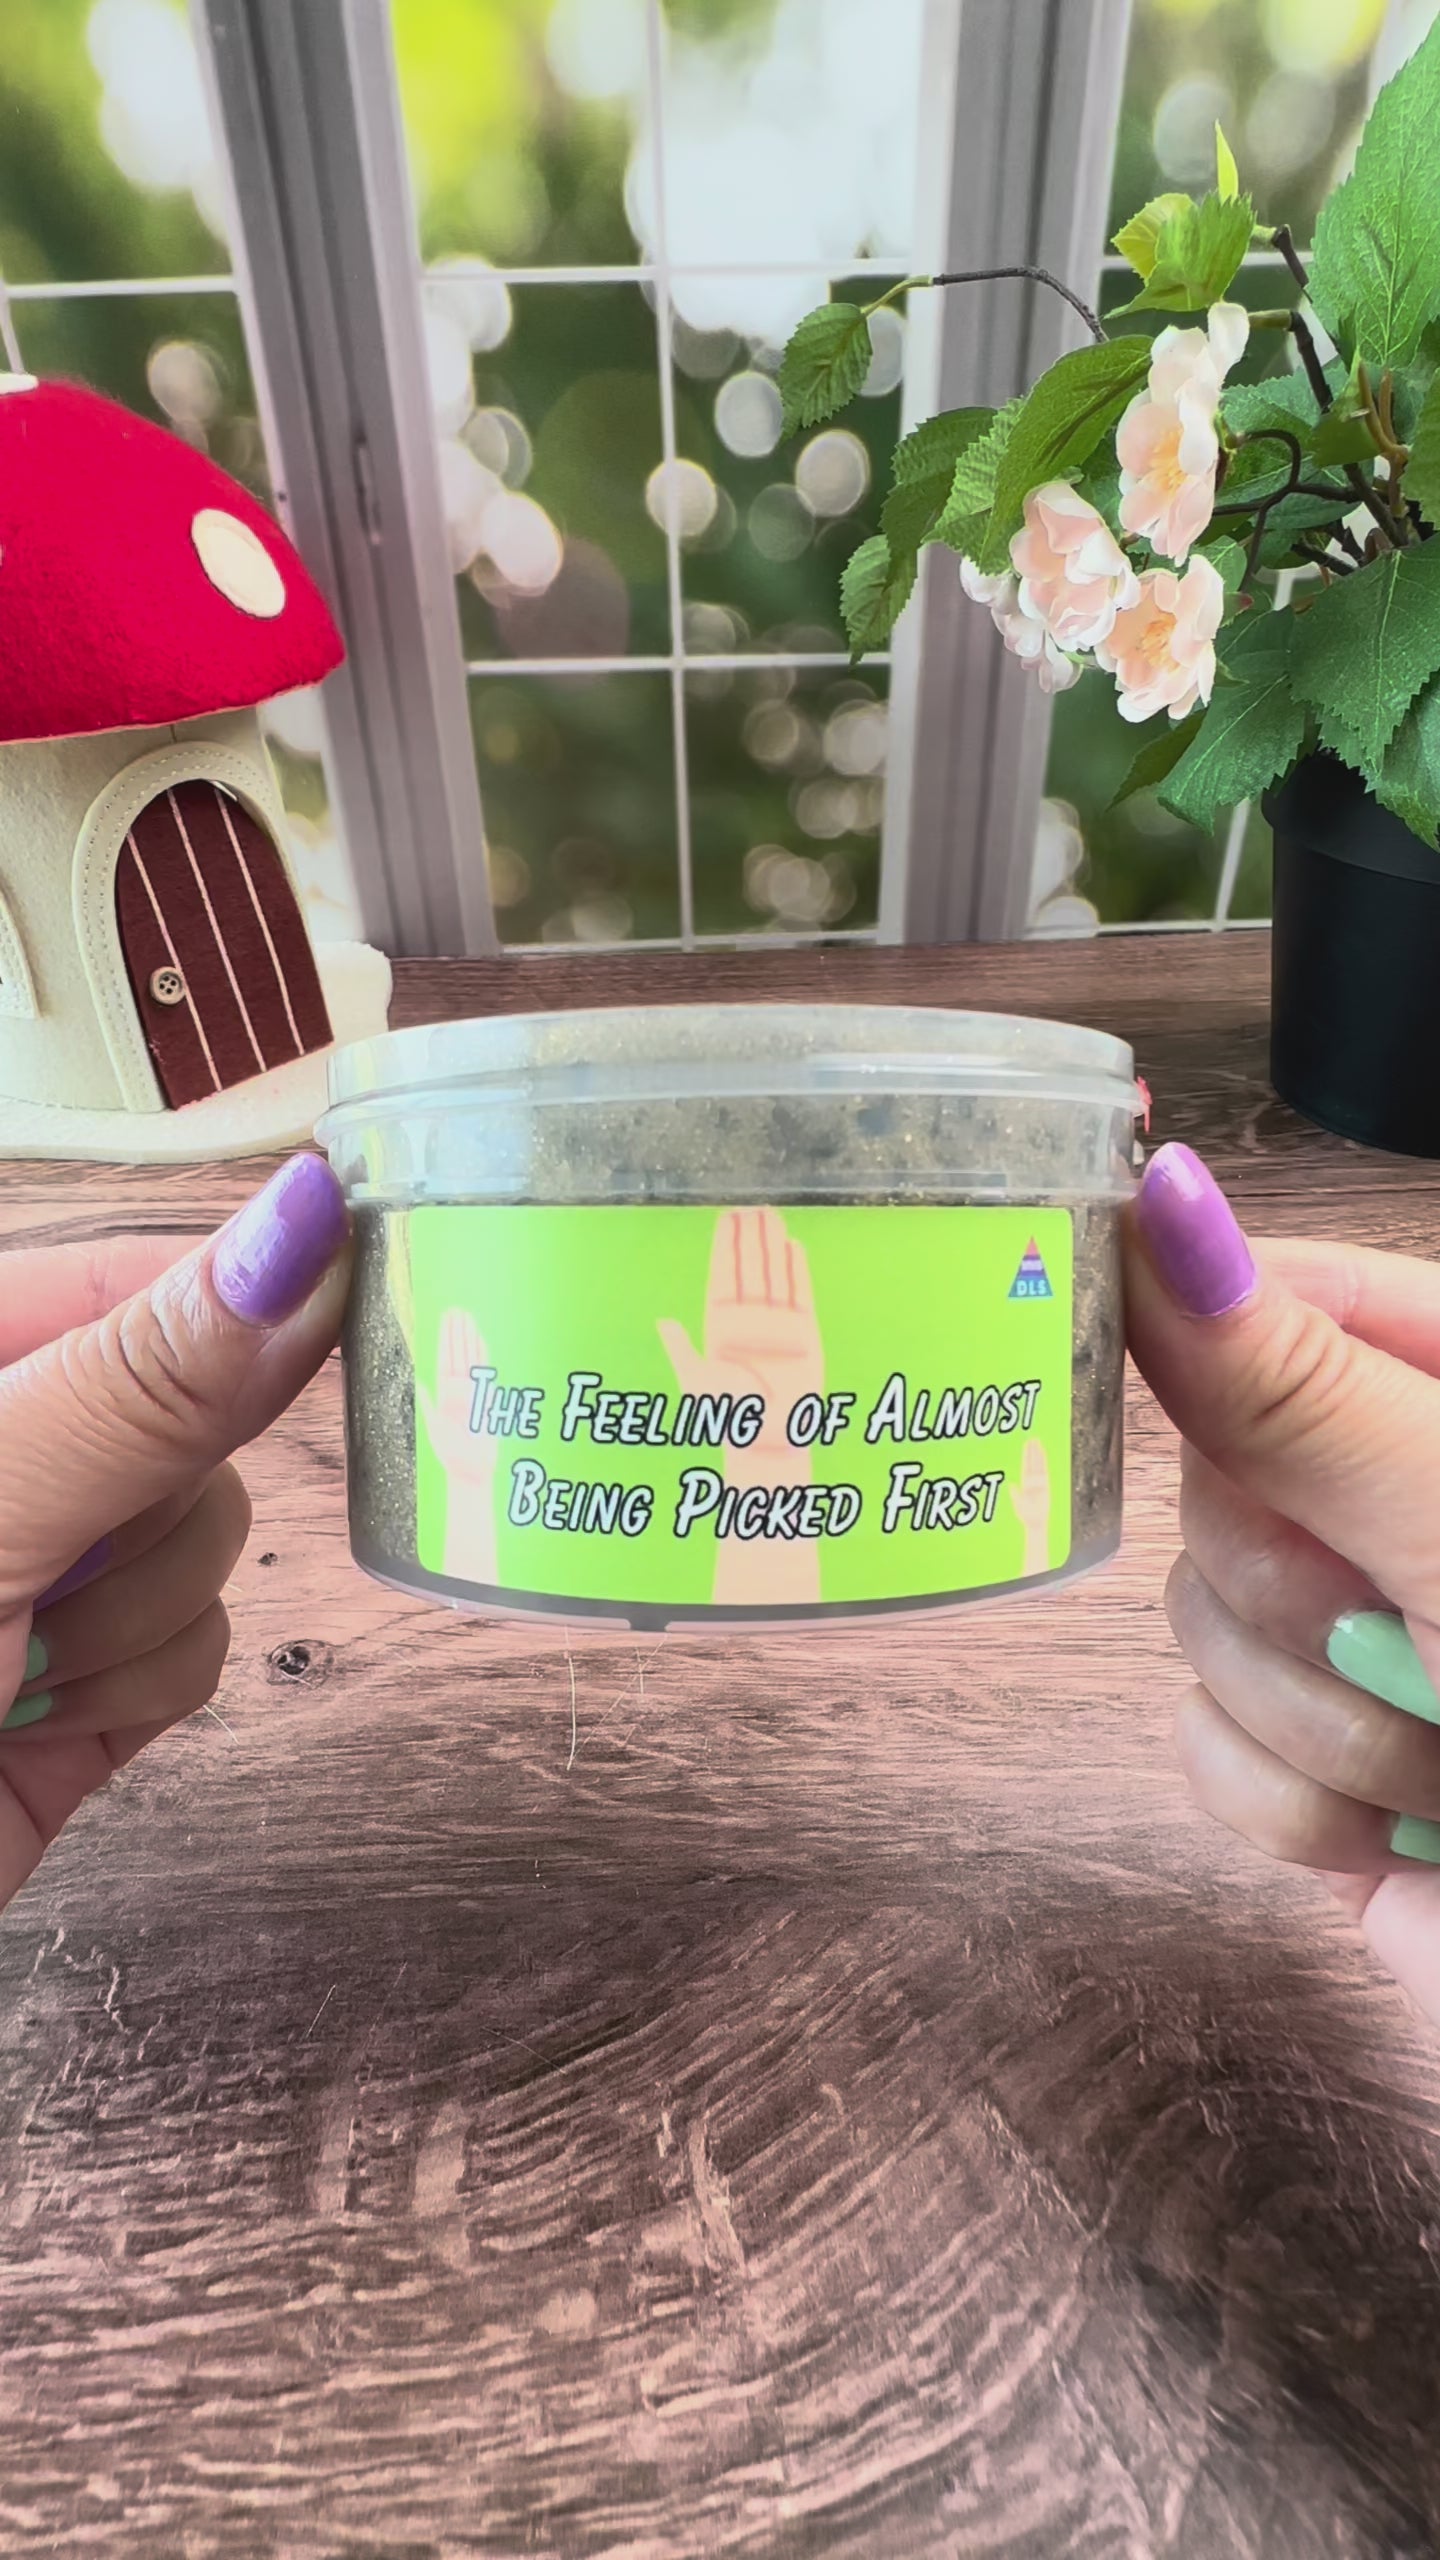 DLS
The Feeling of Almost
Being Picked First